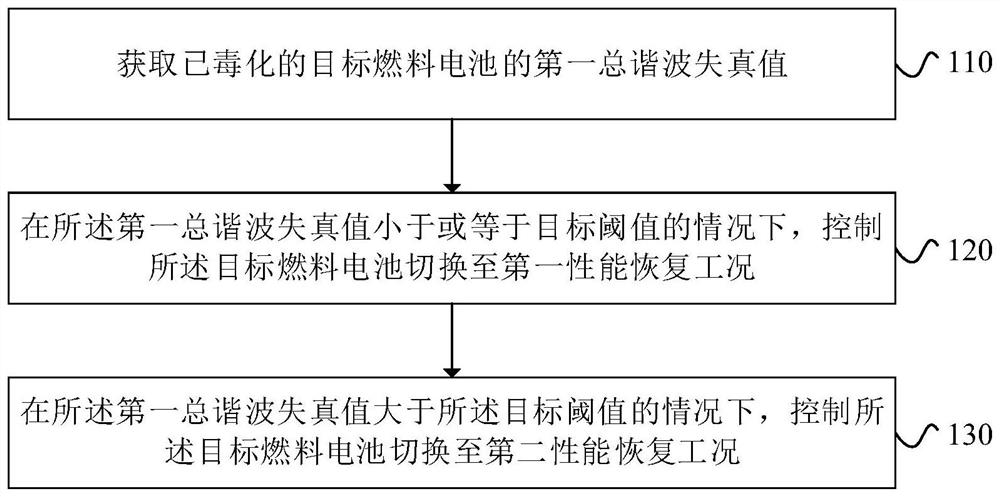 获取已毒化的目标燃料电池的第一总谐波失真值
110
在所述第一总谐波失真值小于或等于目标阈值的情况下，控制
所述目标燃料电池切换至第一性能恢复工况
120
在所述第一总谐波失真值大于所述目标阈值的情况下，控制所
述目标燃料电池切换至第二性能恢复工况
130